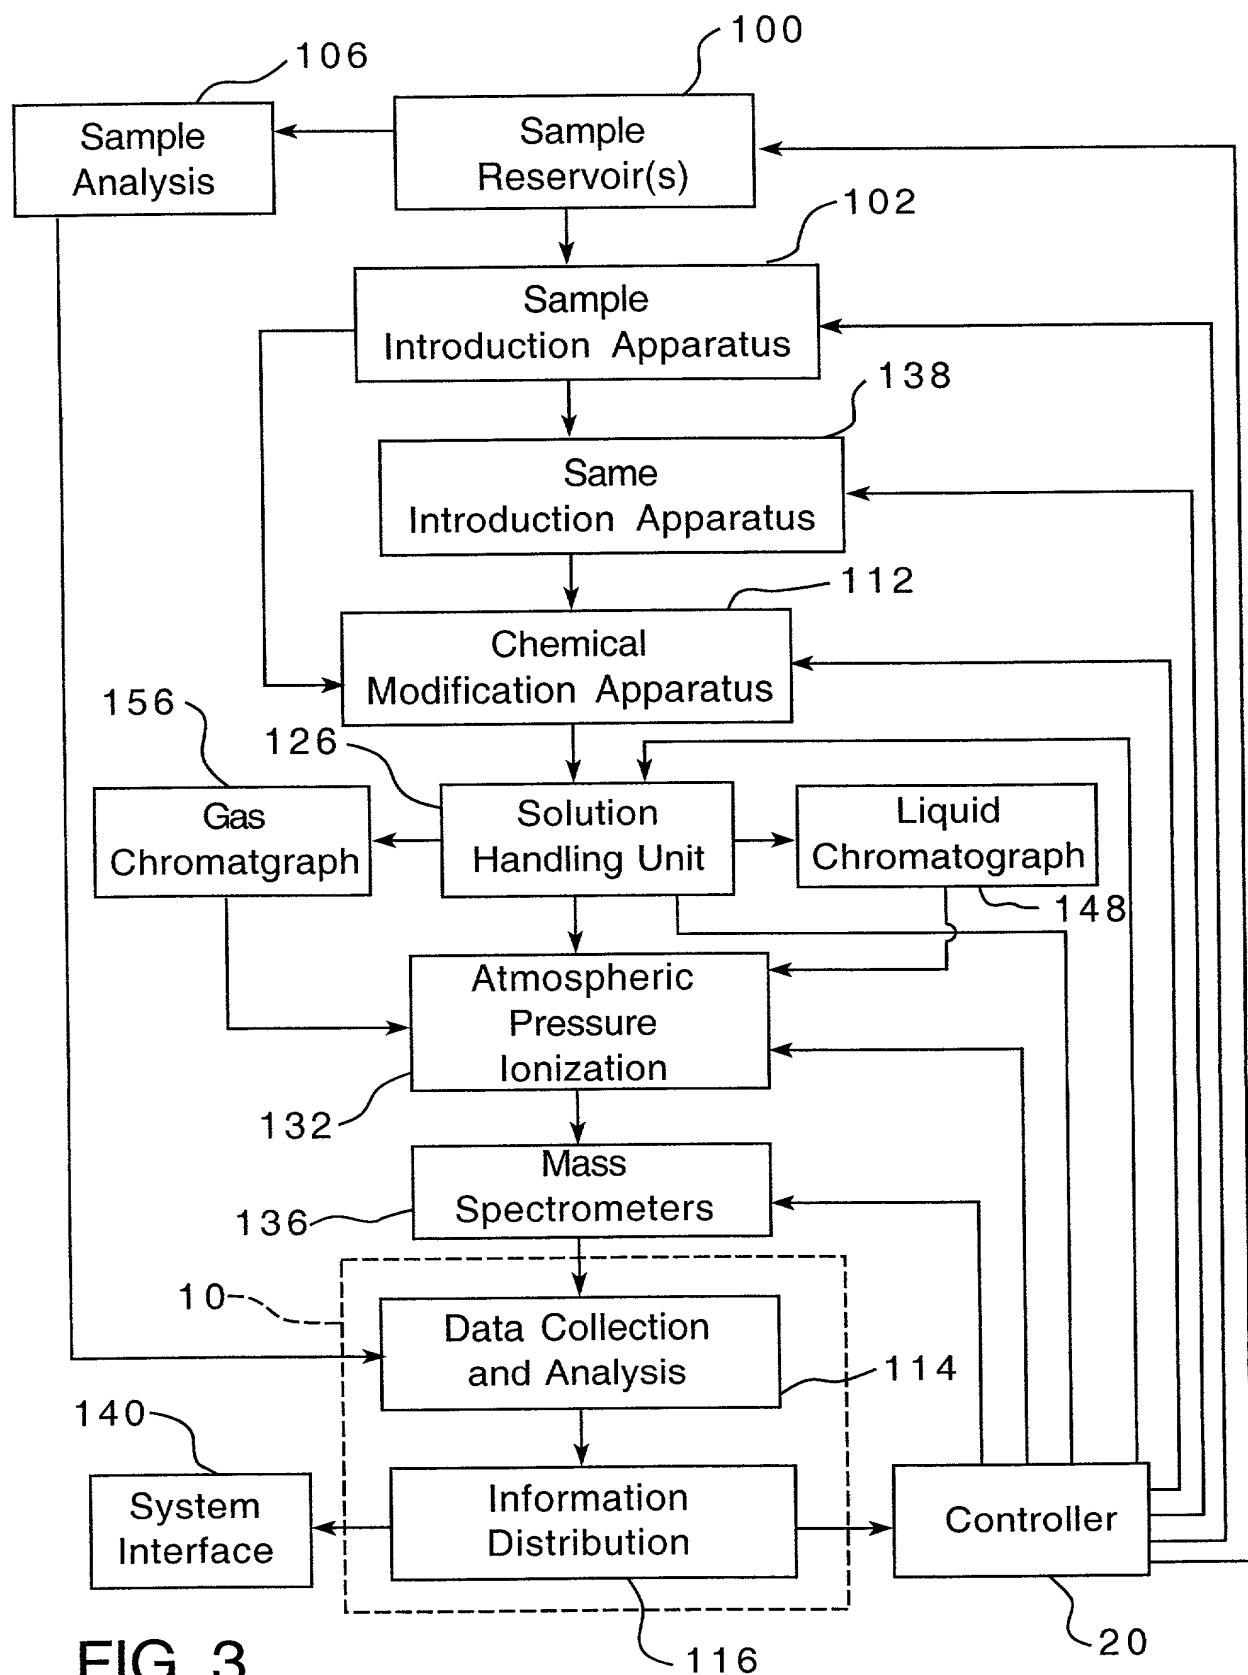 100
106
Sample
Analysis
Sample
Reservoir(s)
102
Sample
Introduction Apparatus
138
Same
Introduction Apparatus
112
Chemical
Modification Apparatus
156
126
Gas
Chromatgraph
Solution
Handling Unit
Liquid
Chromatograph
148
Atmospheric
Pressure
Ionization
132
Mass
Spectrometers
136
10
Data Collection
and Analysis
114
140
System
Interface
Information
Distribution
Controller
116
20
FIG. 3